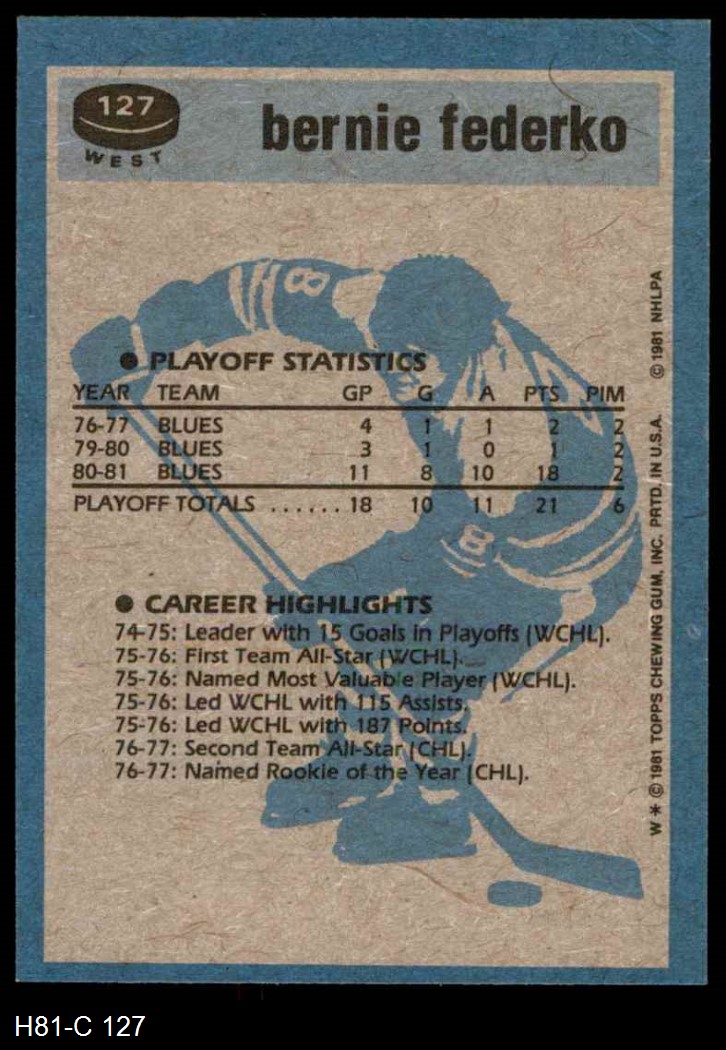 127
WEST
bernie federko
● PLAYOFF STATISTICS
YEAR TEAM GP G A PTS PIM
76-77 BLUES 4 1 1 2 2
79-80 BLUES 3 1 0 1 2
80-81 BLUES 11 8 10 18 2
PLAYOFF TOTALS ...... 18 10 11 21 6
8
8
● CAREER HIGHLIGHTS
74-75: Leader with 15 Goals in Playoffs (WCHL).
75-76: First Team All-Star (WCHL).
75-76: Named Most Valuable Player (WCHL).
75-76: Led WCHL with 115 Assists.
75-76: Led WCHL with 187 Points.
76-77: Second Team All-Star (CHL).
76-77: Named Rookie of the Year (CHL).
W * © 1981 TOPPS CHEWING GUM, INC. PRTD. IN U.S.A. © 1981 NHLPA
H81-C 127